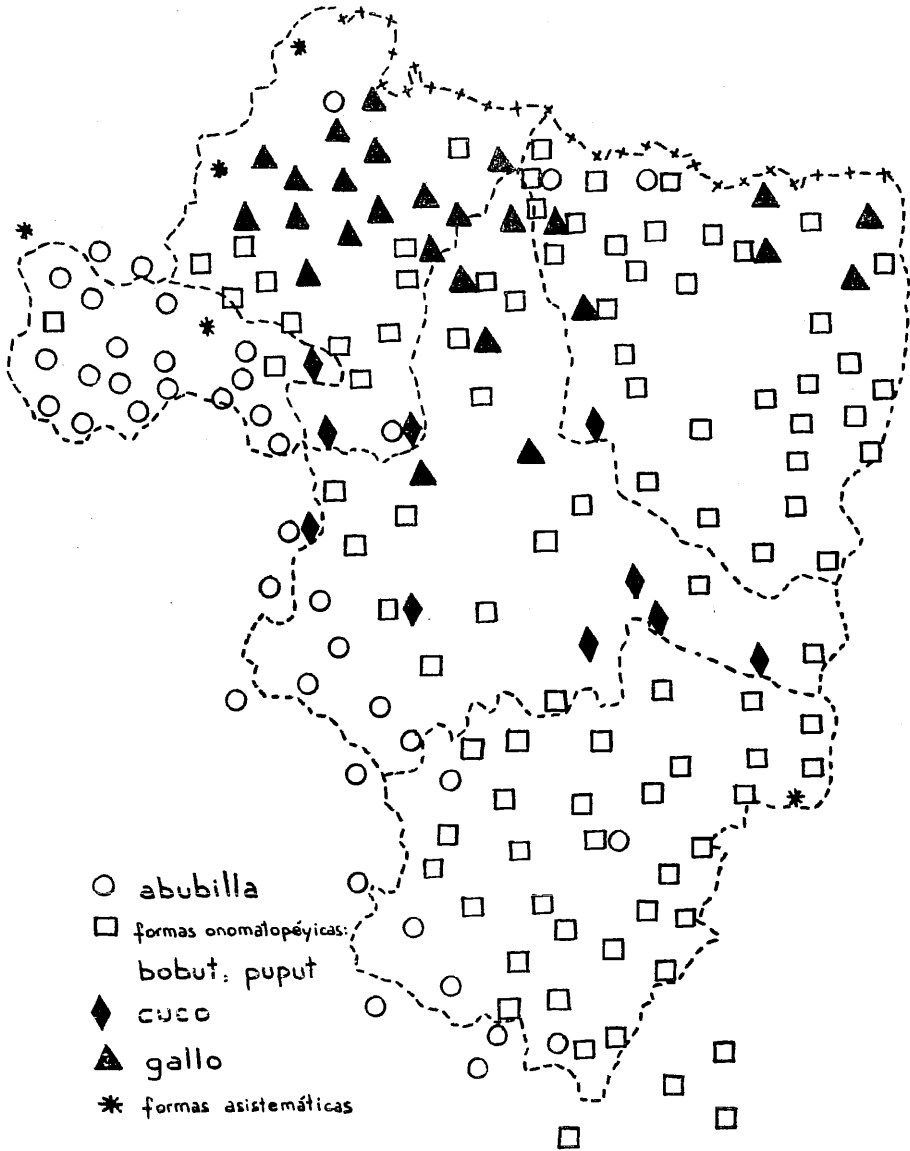 abubilla
formas onomatopéyicas:
bobut; puput
cuco
gallo
formas asistemáticas